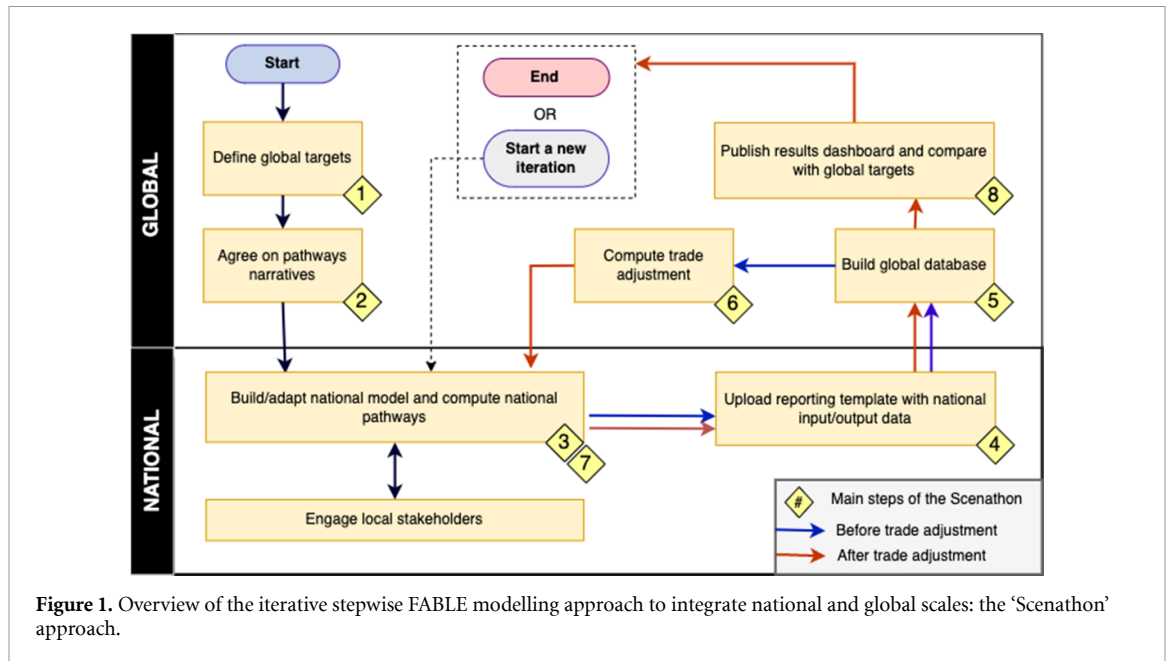 GLOBAL
Start
Define global targets
1
Agree on pathways
narratives
2
End
OR
Start a new
iteration
Publish results dashboard and compare
with global targets
8
Compute trade
adjustment
6
Build global database
5
NATIONAL
Build/adapt national model and compute national
pathways
3
7
Upload reporting template with national
input/output data
4
Engage local stakeholders
# Main steps of the Scenathon
Before trade adjustment
After trade adjustment
Figure 1. Overview of the iterative stepwise FABLE modelling approach to integrate national and global scales: the ‘Scenathon’
approach.